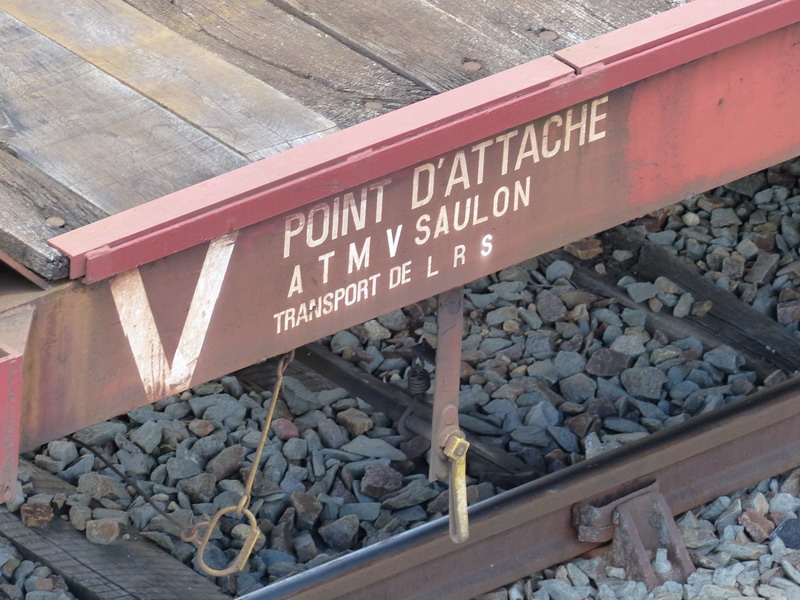 V
POINT D'ATTACHE
A T M V SAULON
TRANSPORT DE L R S